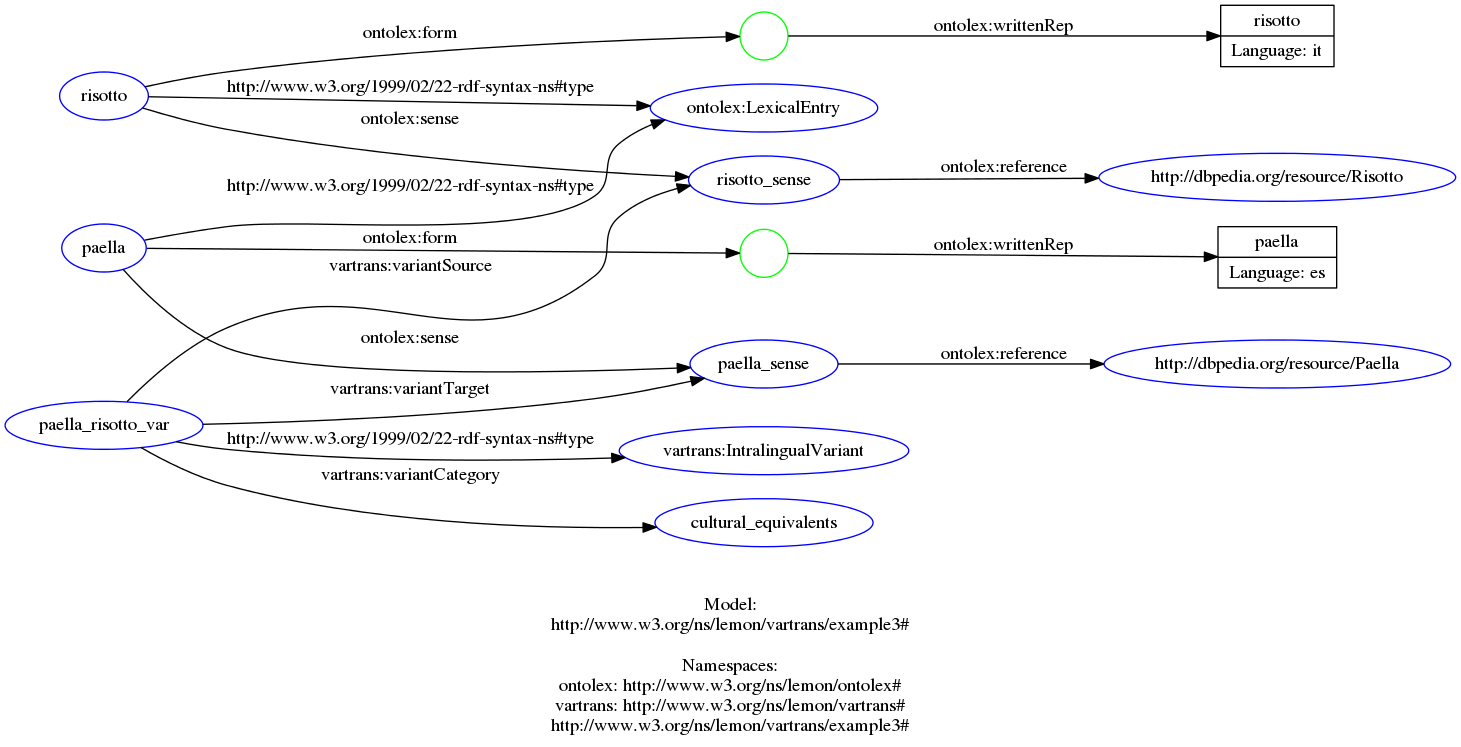 ontolex:form
ontolex:writtenRep
risotto
Language: it
risotto
http://www.w3.org/1999/02/22-rdf-syntax-ns#type
ontolex:LexicalEntry
ontolex:sense
http://www.w3.org/1999/02/22-rdf-syntax-ns#type
risotto_sense
ontolex:reference
http://dbpedia.org/resource/Risotto
paella
ontolex:form
vartrans:variantSource
ontolex:writtenRep
paella
Language: es
ontolex:sense
paella_sense
ontolex:reference
http://dbpedia.org/resource/Paella
vartrans:variantTarget
paella_risotto_var
http://www.w3.org/1999/02/22-rdf-syntax-ns#type
vartrans:IntralingualVariant
vartrans:variantCategory
cultural_equivalents
Model:
http://www.w3.org/ns/lemon/vartrans/example3#
Namespaces:
ontolex: http://www.w3.org/ns/lemon/ontolex#
vartrans: http://www.w3.org/ns/lemon/vartrans#
http://www.w3.org/ns/lemon/vartrans/example3#